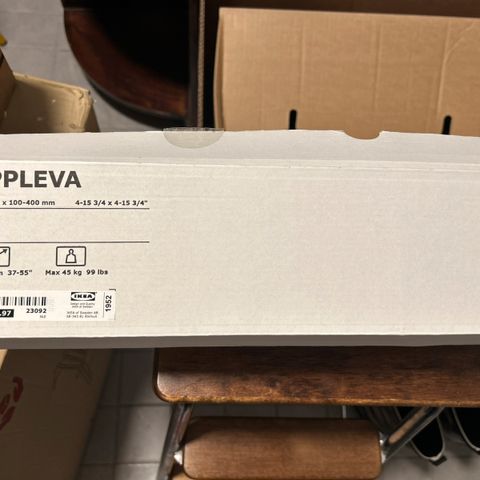 PPLEVA
x 100-400 mm 4-15 3/4 x 4-15 3/4"
37-55" Max 45 kg 99 lbs
IKEA
1952
.97 23092